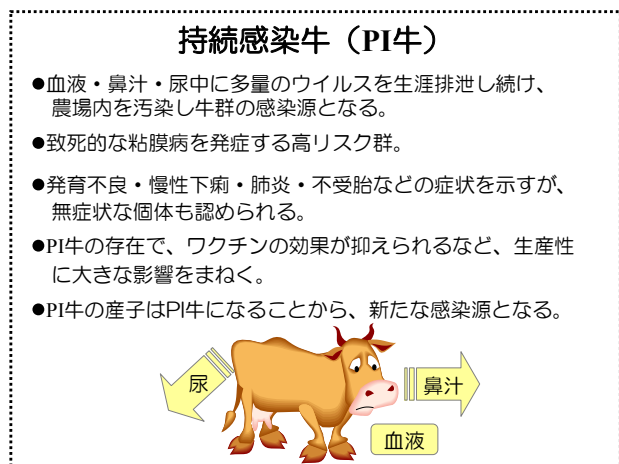 持続感染牛（PI牛）
●血液・鼻汁・尿中に多量のウイルスを生涯排泄し続け、
農場内を汚染し牛群の感染源となる。
●致死的な粘膜病を発症する高リスク群。
●発育不良・慢性下痢・肺炎・不受胎などの症状を示すが、
無症状な個体も認められる。
●PI牛の存在で、ワクチンの効果が抑えられるなど、生産性
に大きな影響をまねく。
●PI牛の産子はPI牛になることから、新たな感染源となる。
尿
鼻汁
血液